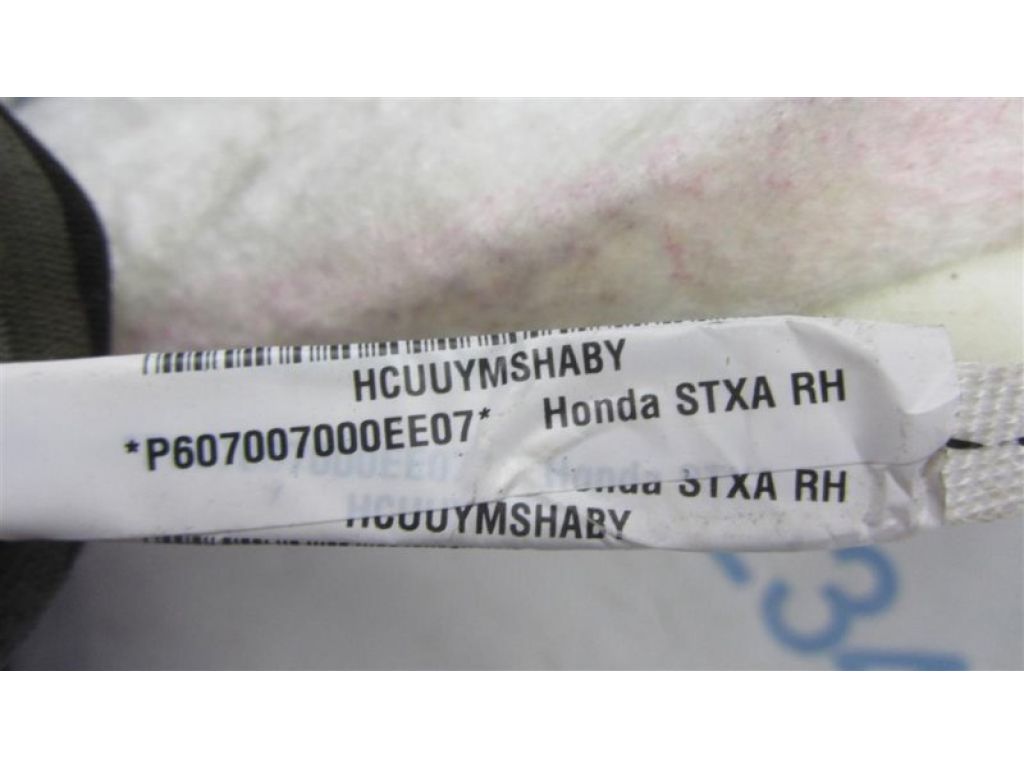 HCUUYMSHABY
*P607007000EE07* Honda STXA RH
Honda STXA RH
HCUUYMSHABY